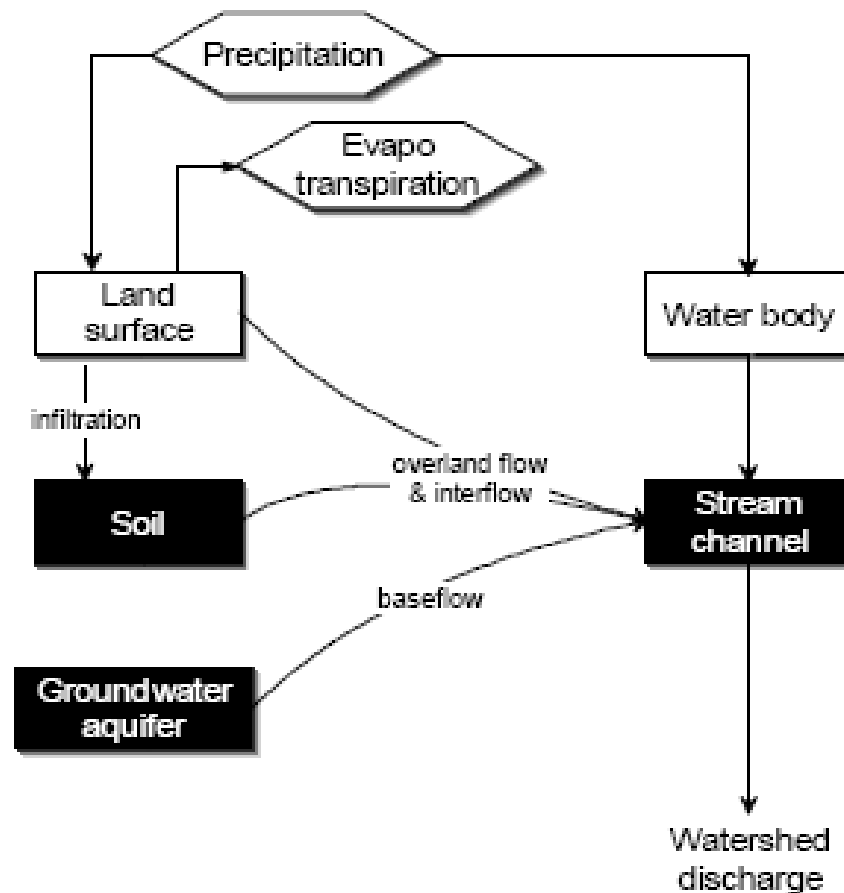 Precipitation
Evapo
transpiration
Land
surface
Water body
infiltration
overland flow
& interflow
Soil
Stream
channel
baseflow
Groundwater
aquifer
Watershed
discharge